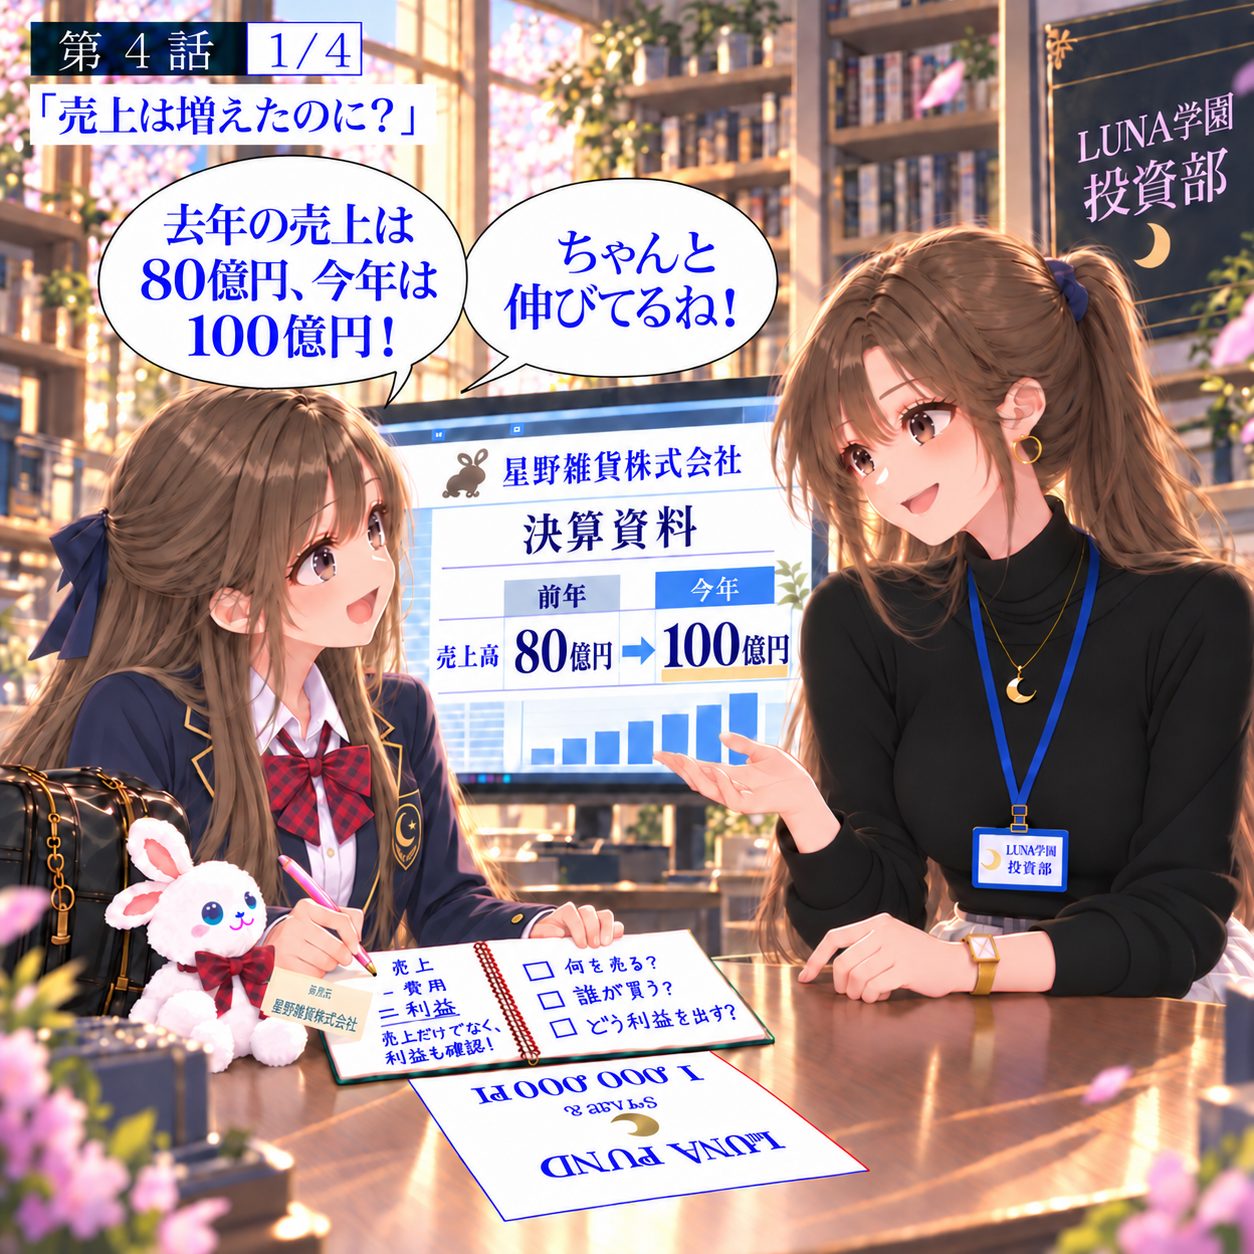 第4話 1/4
「売上は増えたのに?」
去年の売上は
80億円、今年は
100億円!
ちゃんと
伸びてるね!
LUNA学園
投資部
星野雑貨株式会社
決算資料
前年 今年
売上高 80億円 → 100億円
LUNA学園
投資部
星野雑貨株式会社
売上
− 費用
= 利益
売上だけでなく、
利益も確認!
何を売る?
誰が買う?
どう利益を出す?
LUNA FUND
1,000,000PI